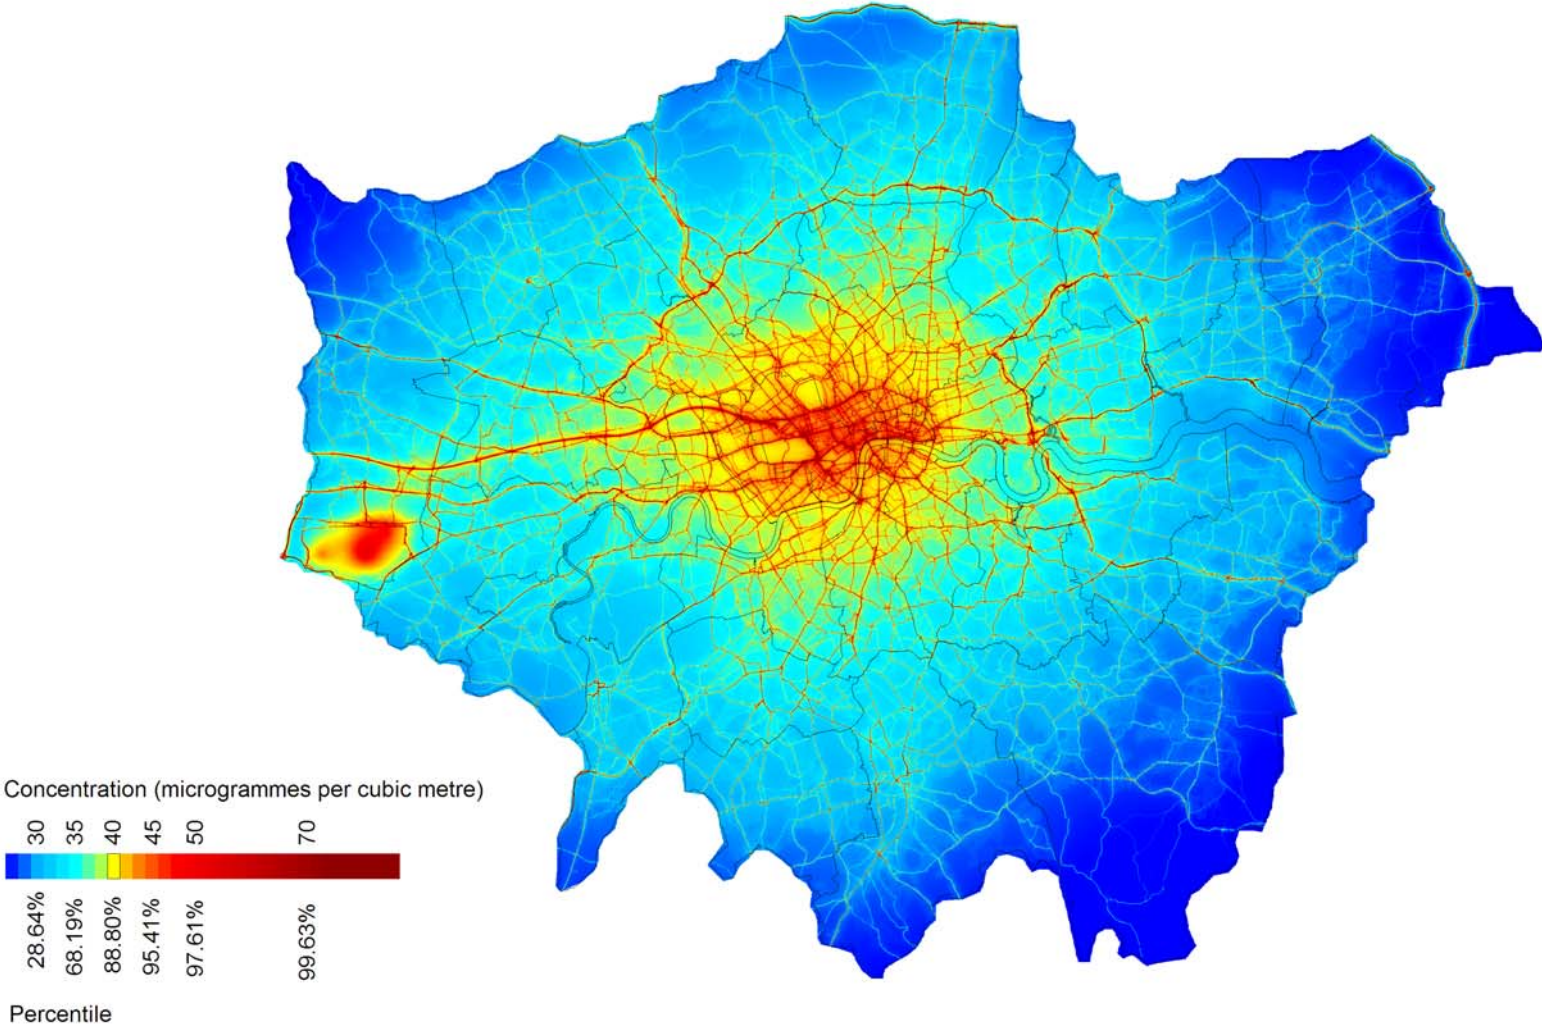 Concentration (microgrammes per cubic metre)
30 35 40 45 50 70
28.64% 68.19% 88.80% 95.41% 97.61% 99.63%
Percentile